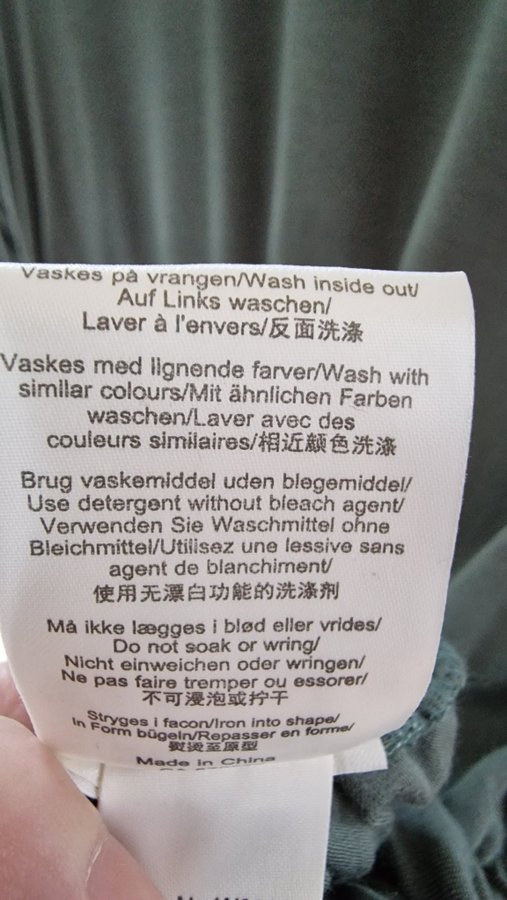 Vaskes på vrangen/Wash inside out/
Auf Links waschen/
Laver à l'envers/反面洗涤
Vaskes med lignende farver/Wash with
similar colours/Mit ähnlichen Farben
waschen/Laver avec des
couleurs similaires/相近颜色洗涤
Brug vaskemiddel uden blegemiddel/
Use detergent without bleach agent/
Verwenden Sie Waschmittel ohne
Bleichmittel/Utilisez une lessive sans
agent de blanchiment/
使用无漂白功能的洗涤剂
Må ikke lægges i blød eller vrides/
Do not soak or wring/
Nicht einweichen oder wringen/
Ne pas faire tremper ou essorer/
不可浸泡或拧干
Stryges i facon/Iron into shape/
in Form bügeln/Repasser en forme/
熨烫至原型
Made in China